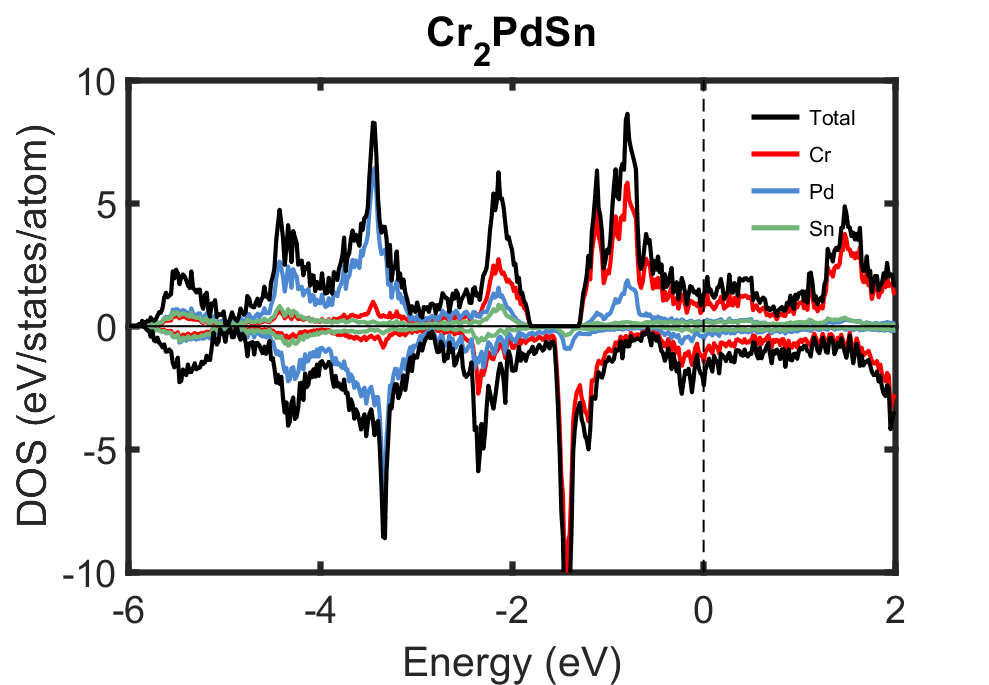 Cr2PdSn
10
5
0
-5
-10
DOS (eV/states/atom)
Total
Cr
Pd
Sn
-6 -4 -2 0 2
Energy (eV)